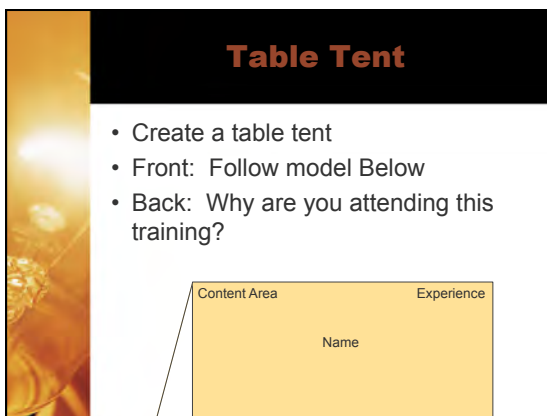 Table Tent
• Create a table tent
• Front:  Follow model Below
• Back:  Why are you attending this
training?
Content Area Experience
Name